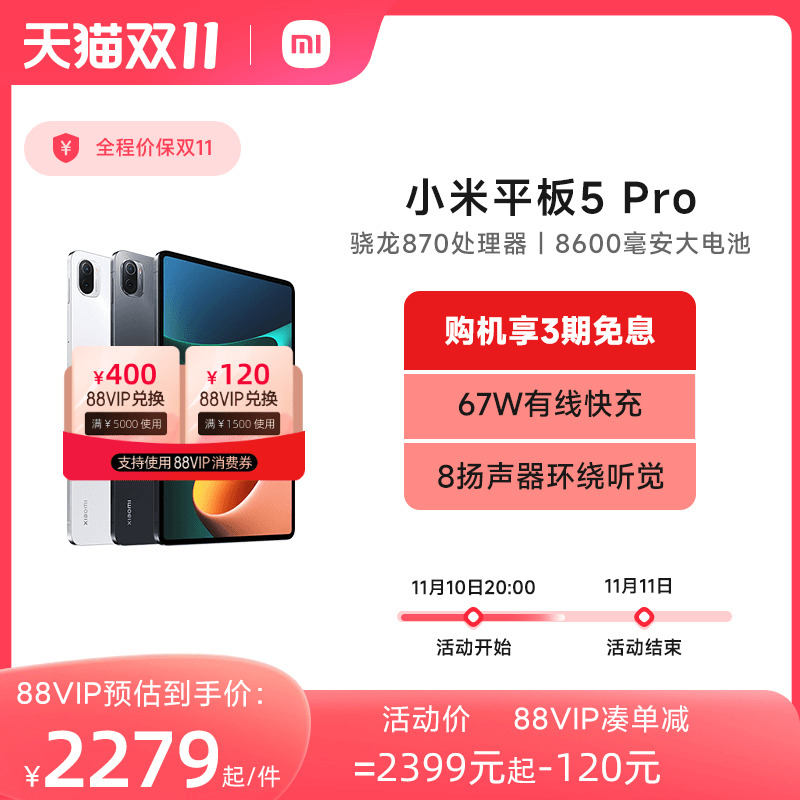 天猫双11
mi
¥
全程价保双11
小米平板5 Pro
骁龙870处理器丨8600毫安大电池
购机享3期免息
67W有线快充
8扬声器环绕听觉
¥400
88VIP兑换
满¥5000使用
¥120
88VIP兑换
满¥1500使用
支持使用88VIP消费券
xiaomi
xiaomi
11月10日20:00
11月11日
活动开始
活动结束
88VIP预估到手价:
¥2279起/件
活动价
88VIP凑单减
=2399元起-120元